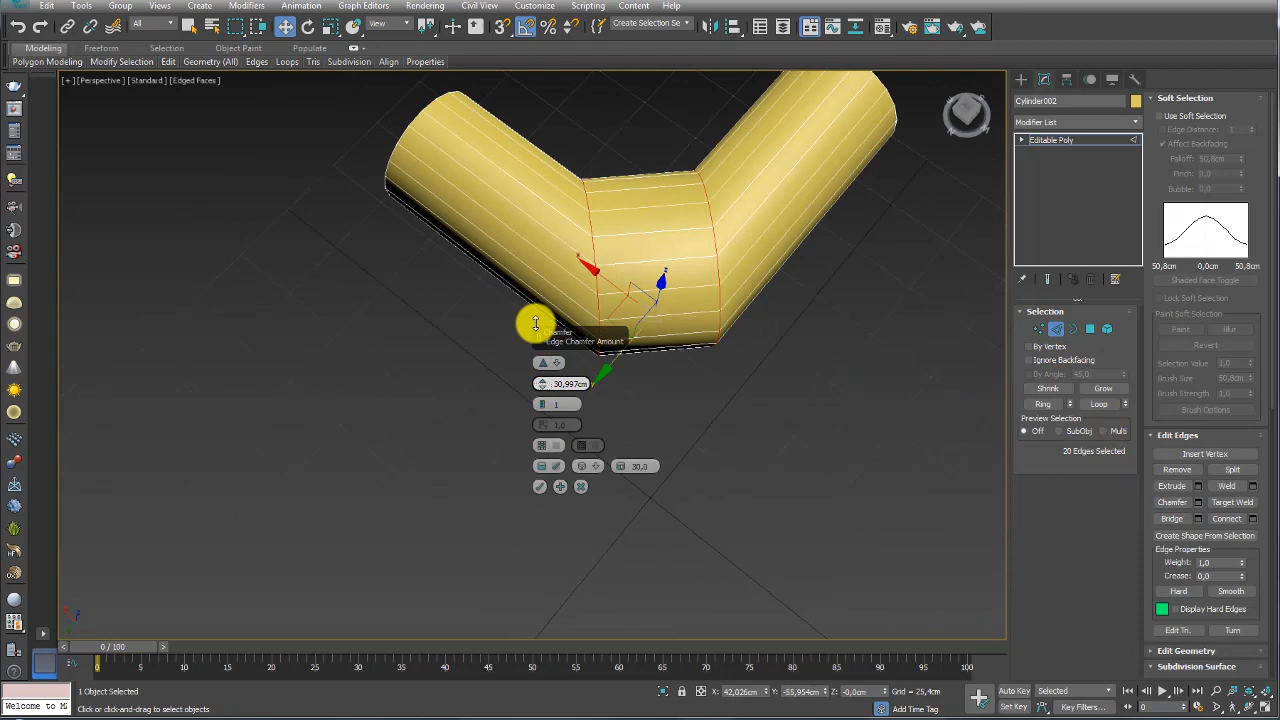 Edit Tools Group Views Create Modifiers Animation Graph Editors Rendering Civil View Customize Scripting Content Help
All View Create Selection Se
Modeling Freeform Selection Object Paint Populate
Polygon Modeling Modify Selection Edit Geometry (All) Edges Loops Tris Subdivision Align Properties
[+] [Perspective] [Standard] [Edged Faces]
Cylinder002
Modifier List
Editable Poly
Selection
By Vertex
Ignore Backfacing
By Angle: 45,0
Shrink Grow
Ring Loop
Preview Selection
Off SubObj Multi
20 Edges Selected
Soft Selection
Use Soft Selection
Edge Distance: 1
Affect Backfacing
Falloff: 50,8cm
Pinch: 0,0
Bubble: 0,0
50,8cm 0,0cm 50,8cm
Shaded Face Toggle
Lock Soft Selection
Paint Soft Selection
Paint Blur
Revert
Selection Value 1,0
Brush Size 50,8cm
Brush Strength 1,0
Brush Options
Edit Edges
Insert Vertex
Remove Split
Extrude Weld
Chamfer Target Weld
Bridge Connect
Create Shape From Selection
Edge Properties
Weight: 1,0
Crease: 0,0
Hard Smooth
Display Hard Edges
Edit Tri. Turn
Edit Geometry
Subdivision Surface
Chamfer
Edge Chamfer Amount
30,997cm
1
1,0
30,0
x
z
0 / 100
0 5 10 15 20 25 30 35 40 45 50 55 60 65 70 75 80 85 90 95 100
1 Object Selected
X: 42,026cm Y: -55,954cm Z: -0,0cm Grid = 25,4cm
Auto Key Selected
Welcome to M
Click or click-and-drag to select objects
Add Time Tag
Set Key Key Filters...
0